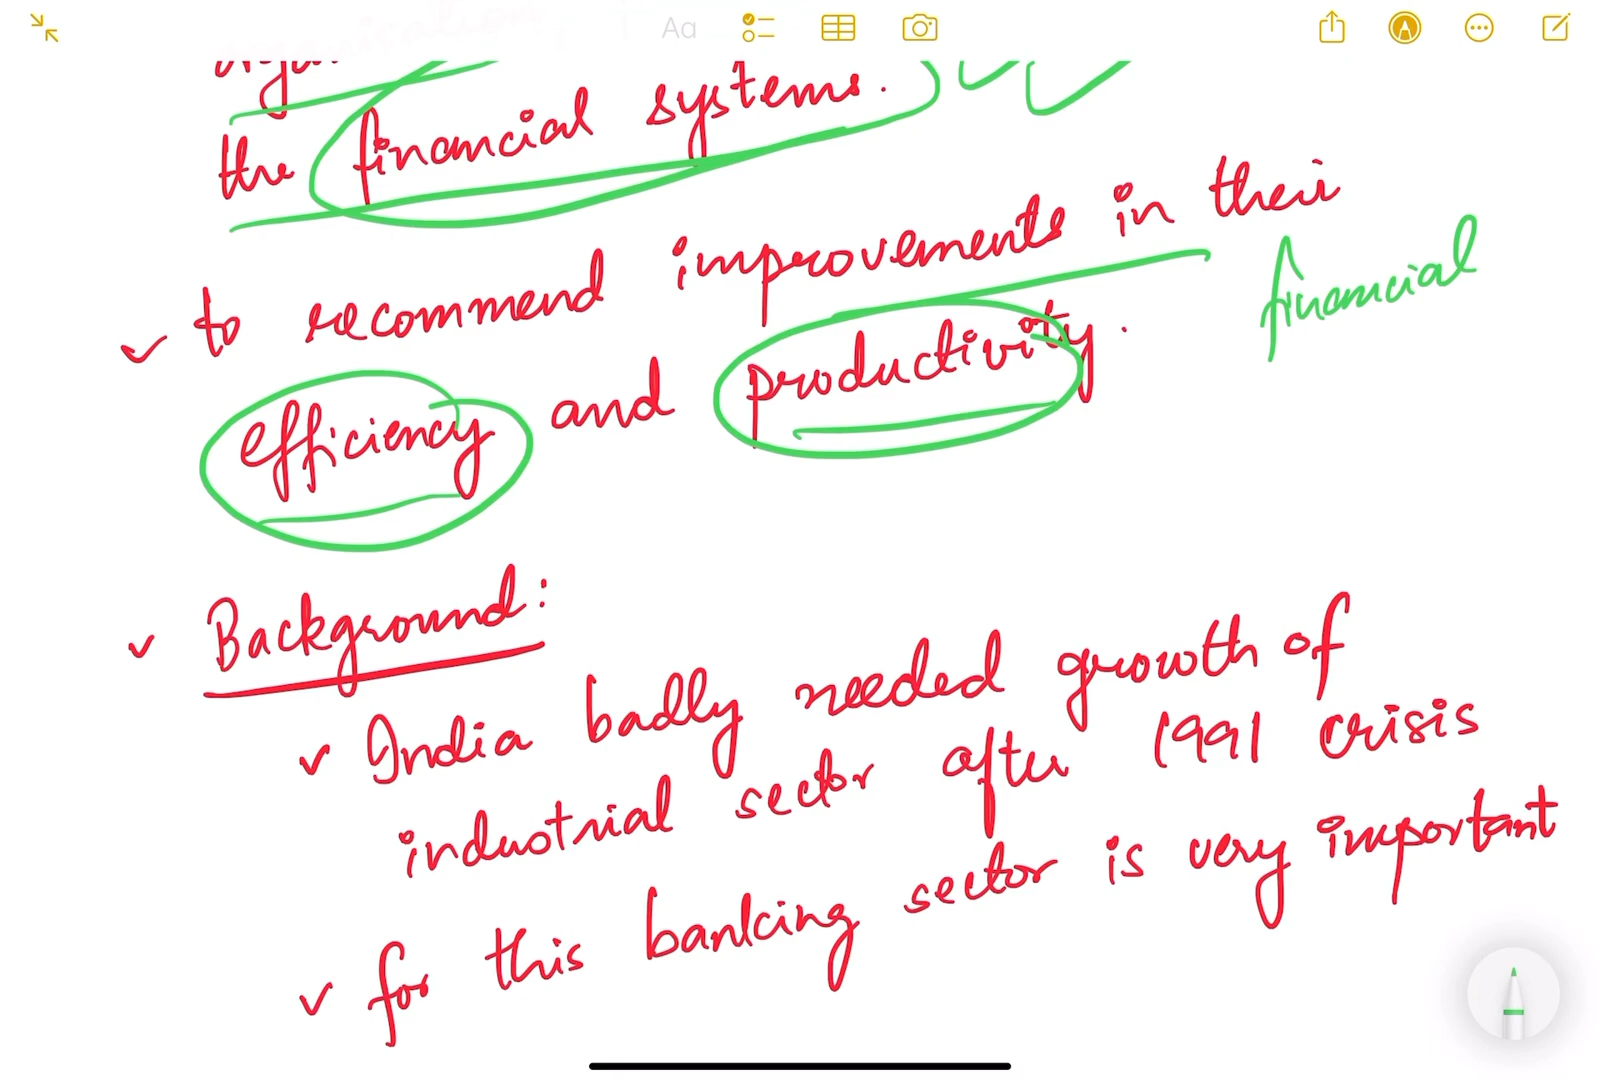 Aa
the financial systems.
✓ to recommend improvements in their
efficiency and productivity.
financial
✓ Background:
✓ India badly needed growth of
industrial sector after 1991 crisis
✓ for this banking sector is very important